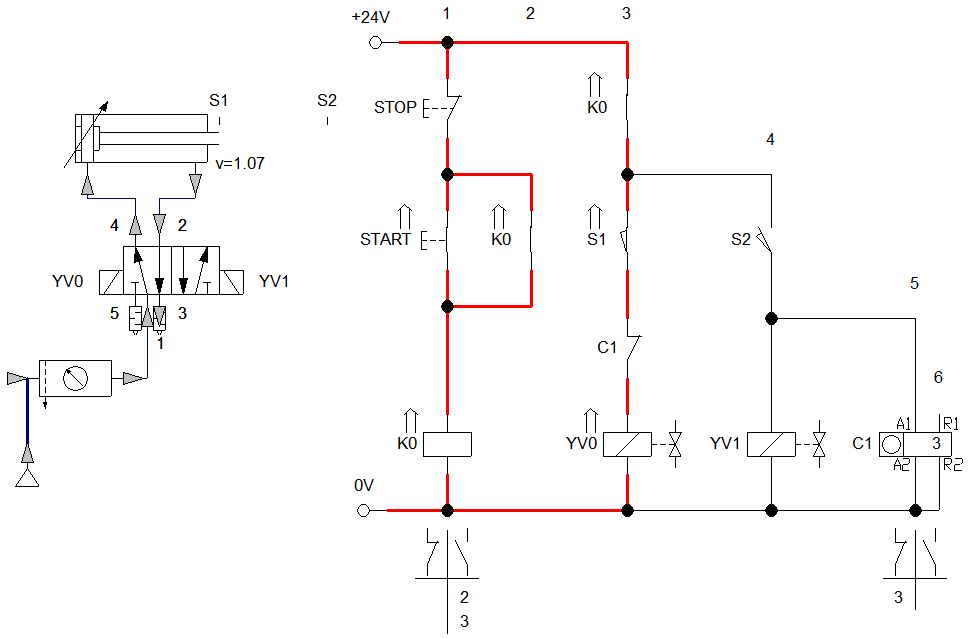 +24V 1 2 3
S1 S2
STOP K0
v=1.07
4
4 2
START K0 S1 S2
YV0 YV1
5
5 3
1
C1
6
A1 R1
K0 YV0 YV1 C1 3
A2 R2
0V
2 3
3